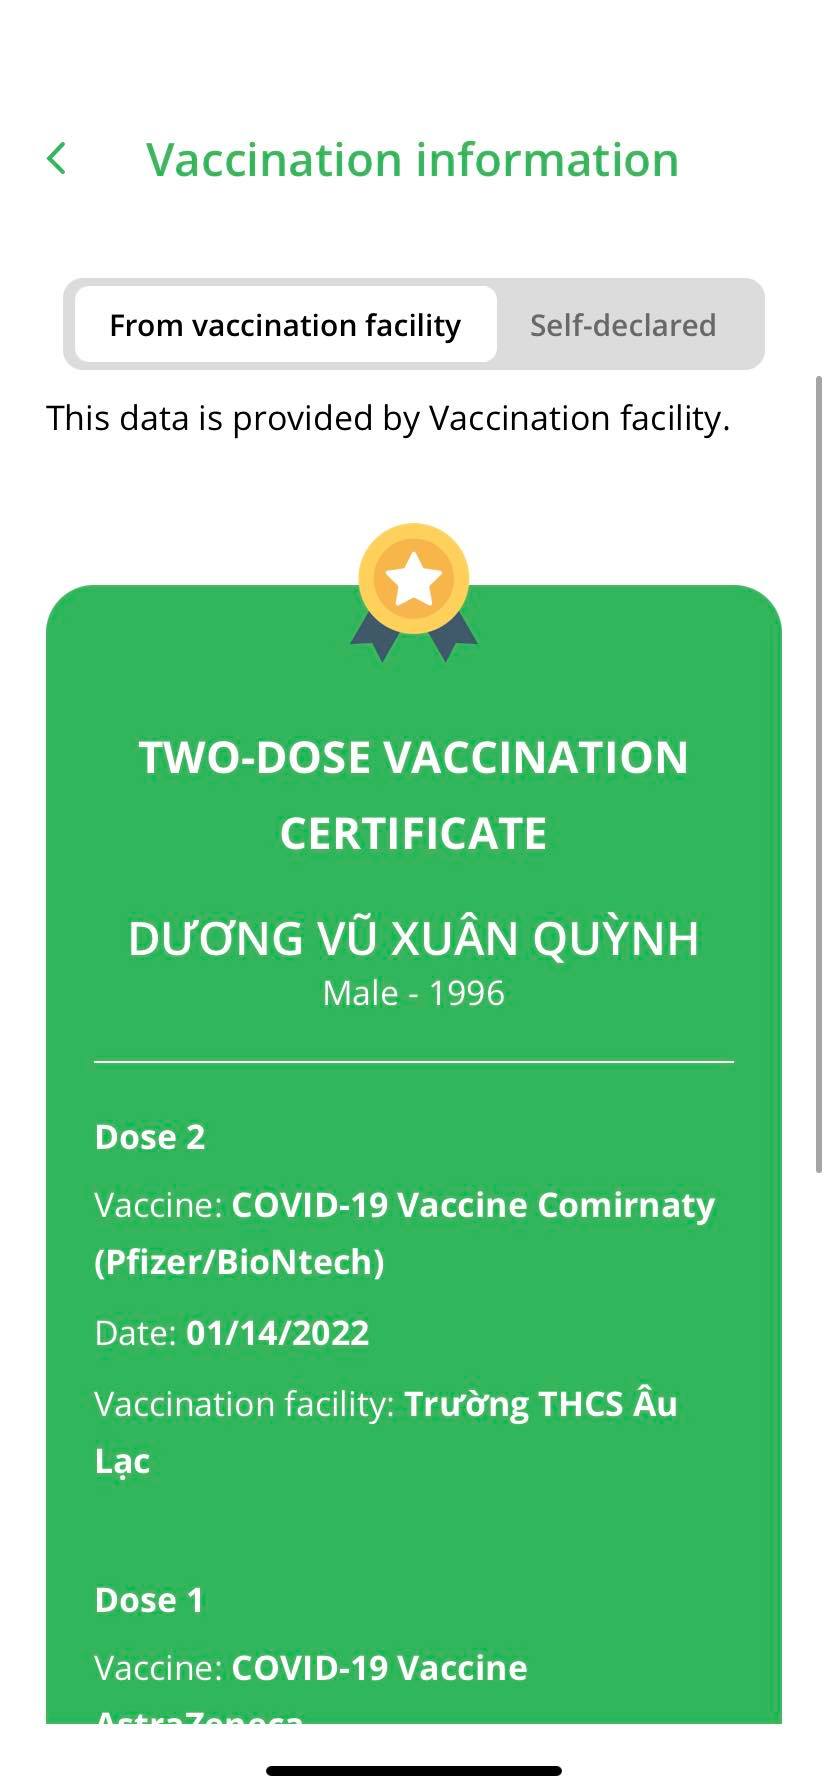 Vaccination information
From vaccination facility Self-declared
This data is provided by Vaccination facility.
TWO-DOSE VACCINATION
CERTIFICATE
DƯƠNG VŨ XUÂN QUỲNH
Male - 1996
Dose 2
Vaccine: COVID-19 Vaccine Comirnaty
(Pfizer/BioNtech)
Date: 01/14/2022
Vaccination facility: Trường THCS Âu
Lạc
Dose 1
Vaccine: COVID-19 Vaccine
AstraZeneca